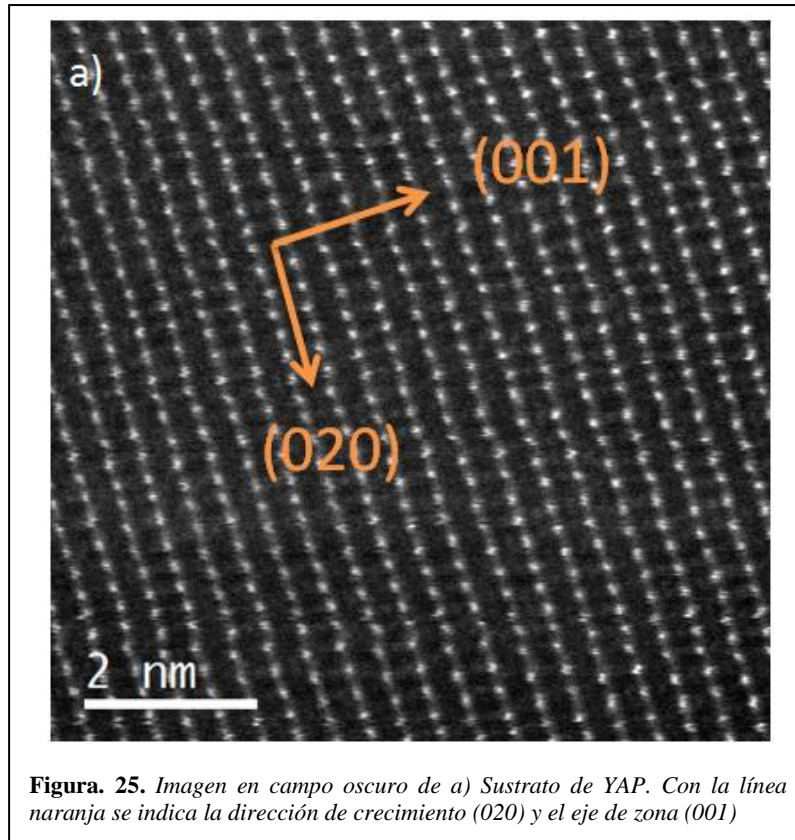 a)
(001)
(020)
2 nm
Figura. 25. Imagen en campo oscuro de a) Sustrato de YAP. Con la línea
naranja se indica la dirección de crecimiento (020) y el eje de zona (001)